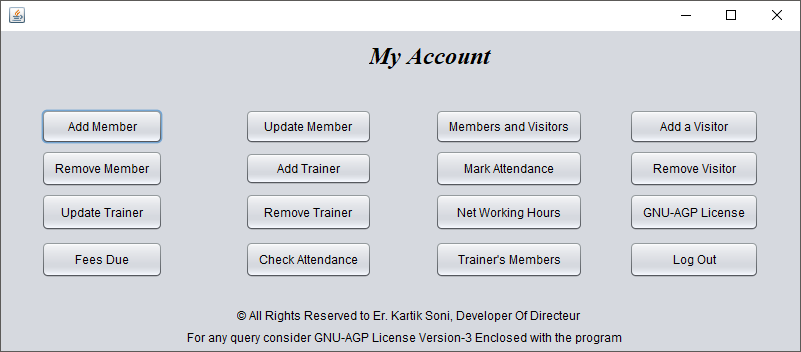 My Account
Add Member Update Member Members and Visitors Add a Visitor
Remove Member Add Trainer Mark Attendance Remove Visitor
Update Trainer Remove Trainer Net Working Hours GNU-AGP License
Fees Due Check Attendance Trainer's Members Log Out
© All Rights Reserved to Er. Kartik Soni, Developer Of Directeur
For any query consider GNU-AGP License Version-3 Enclosed with the program